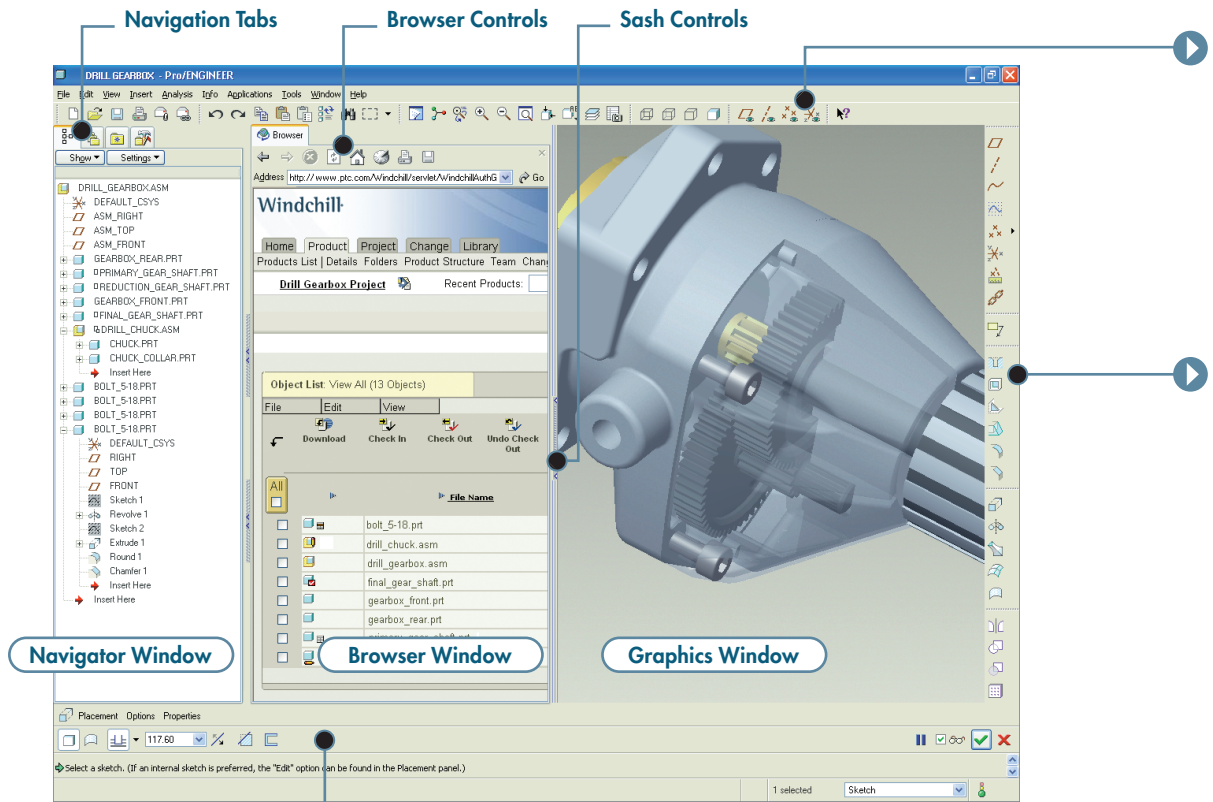 Navigation Tabs
Browser Controls
Sash Controls
DRILL GEARBOX - Pro/ENGINEER
File Edit View Insert Analysis Info Applications Tools Window Help
Show Settings
DRILL_GEARBOX.ASM
DEFAULT_CSYS
ASM_RIGHT
ASM_TOP
ASM_FRONT
GEARBOX_REAR.PRT
PRIMARY_GEAR_SHAFT.PRT
REDUCTION_GEAR_SHAFT.PRT
GEARBOX_FRONT.PRT
FINAL_GEAR_SHAFT.PRT
DRILL_CHUCK.ASM
CHUCK.PRT
CHUCK_COLLAR.PRT
Insert Here
BOLT_5-18.PRT
BOLT_5-18.PRT
BOLT_5-18.PRT
BOLT_5-18.PRT
DEFAULT_CSYS
RIGHT
TOP
FRONT
Sketch 1
Revolve 1
Sketch 2
Extrude 1
Round 1
Chamfer 1
Insert Here
Insert Here
Browser
Address http://www.ptc.com/Windchill/servlet/WindchillAuthG Go
Windchill
Home Product Project Change Library
Products List | Details Folders Product Structure Team Chang
Drill Gearbox Project Recent Products:
Object List: View All (13 Objects)
File Edit View
Download Check In Check Out Undo Check
Out
All
File Name
bolt_5-18.prt
drill_chuck.asm
drill_gearbox.asm
final_gear_shaft.prt
gearbox_front.prt
gearbox_rear.prt
Navigator Window
Browser Window
Graphics Window
Placement Options Properties
117.60
Select a sketch. (If an internal sketch is preferred, the "Edit" option can be found in the Placement panel.)
1 selected Sketch